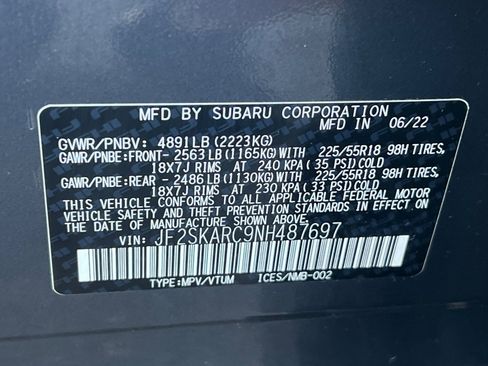 MFD BY SUBARU CORPORATION
MFD IN 06/22
GVWR/PNBV: 4891LB(2223KG)
GAWR/PNBE:FRONT- 2563LB(1165KG)WITH 225/55R18 98H TIRES,
18X7J RIMS AT 240 KPA(35 PSI)COLD
GAWR/PNBE:REAR - 2486LB(1130KG)WITH 225/55R18 98H TIRES,
18X7J RIMS AT 230 KPA(33 PSI)COLD
THIS VEHICLE CONFORMS TO ALL APPLICABLE FEDERAL MOTOR
VEHICLE SAFETY AND THEFT PREVENTION STANDARDS IN EFFECT
ON THE DATE OF MANUFACTURE SHOWN ABOVE.
VIN: JF2SKARC9NH487697
TYPE:MPV/VTUM ICES/NMB-002